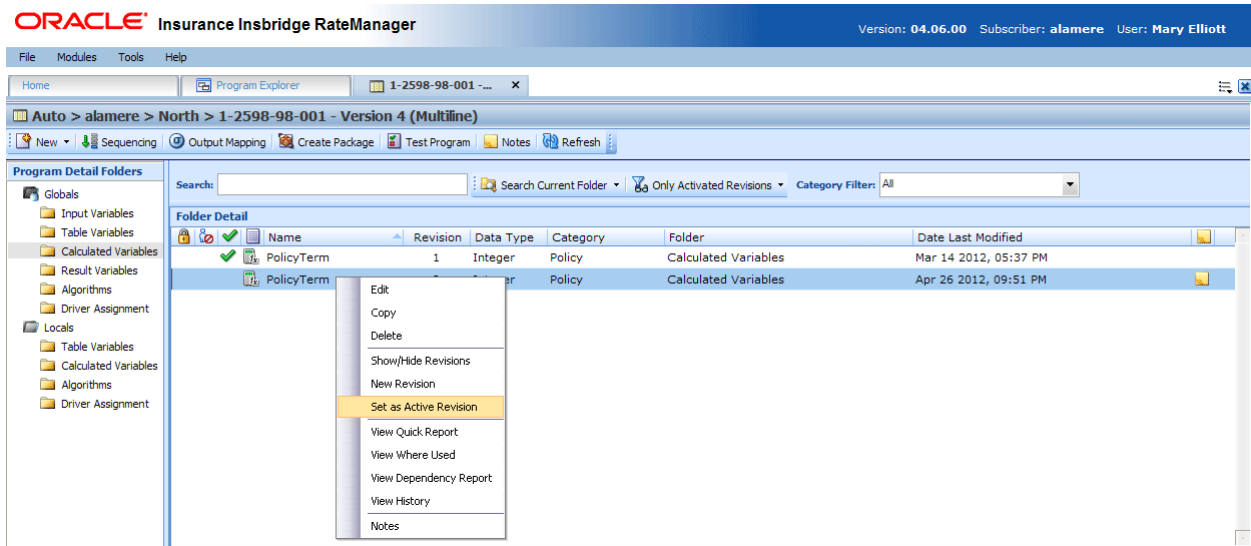 ORACLE® Insurance Insbridge RateManager
Version: 04.06.00 Subscriber: alamere User: Mary Elliott
File Modules Tools Help
Home Program Explorer 1-2598-98-001 -... x
Auto > alamere > North > 1-2598-98-001 - Version 4 (Multiline)
New Sequencing Output Mapping Create Package Test Program Notes Refresh
Program Detail Folders
Globals
Input Variables
Table Variables
Calculated Variables
Result Variables
Algorithms
Driver Assignment
Locals
Table Variables
Calculated Variables
Algorithms
Driver Assignment
Search: Search Current Folder Only Activated Revisions Category Filter: All
Folder Detail
Name Revision Data Type Category Folder Date Last Modified
PolicyTerm 1 Integer Policy Calculated Variables Mar 14 2012, 05:37 PM
PolicyTerm Policy Calculated Variables Apr 26 2012, 09:51 PM
Edit
Copy
Delete
Show/Hide Revisions
New Revision
Set as Active Revision
View Quick Report
View Where Used
View Dependency Report
View History
Notes